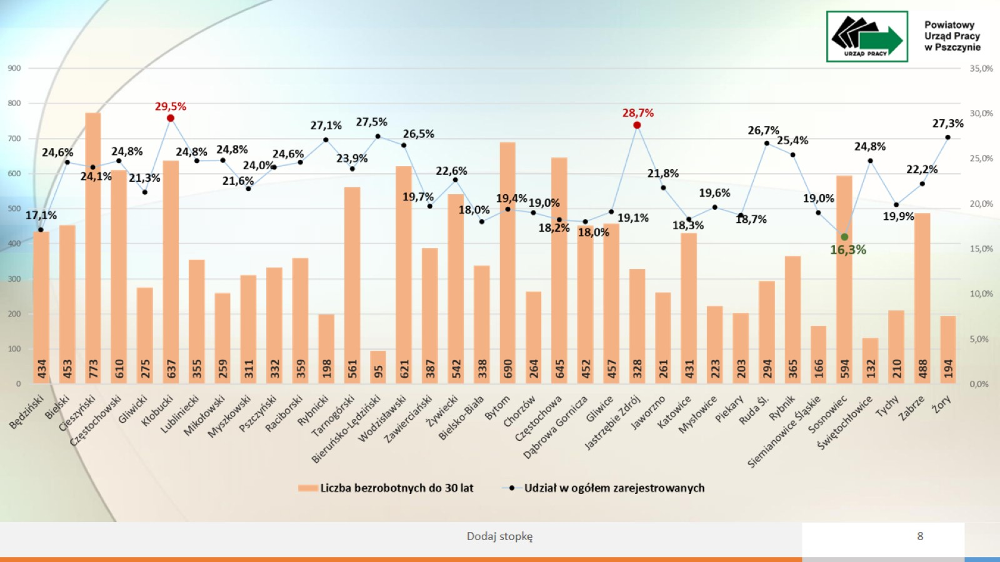 URZĄD PRACY
Powiatowy
Urząd Pracy
w Pszczynie
900
800
700
600
500
400
300
200
100
0
35,0%
30,0%
25,0%
20,0%
15,0%
10,0%
5,0%
0,0%
17,1%
24,6%
24,1%
24,8%
21,3%
29,5%
24,8%
24,8%
21,6%
24,0%
24,6%
27,1%
23,9%
27,5%
26,5%
19,7%
22,6%
18,0%
19,4%
19,0%
18,2%
18,0%
19,1%
28,7%
21,8%
18,3%
19,6%
18,7%
26,7%
25,4%
19,0%
16,3%
24,8%
19,9%
22,2%
27,3%
434
453
773
610
275
637
355
259
311
332
359
198
561
95
621
387
542
338
690
264
645
452
457
328
261
431
223
203
294
365
166
594
132
210
488
194
Będziński
Bielski
Cieszyński
Częstochowski
Gliwicki
Kłobucki
Lubliniecki
Mikołowski
Myszkowski
Pszczyński
Raciborski
Rybnicki
Tarnogórski
Bieruńsko-Lędziński
Wodzisławski
Zawierciański
Żywiecki
Bielsko-Biała
Bytom
Chorzów
Częstochowa
Dąbrowa Gornicza
Gliwice
Jastrzębie Zdrój
Jaworzno
Katowice
Mysłowice
Piekary
Ruda Śl.
Rybnik
Siemianowice Śląskie
Sosnowiec
Świętochłowice
Tychy
Zabrze
Żory
Liczba bezrobotnych do 30 lat
Udział w ogółem zarejestrowanych
Dodaj stopkę
8